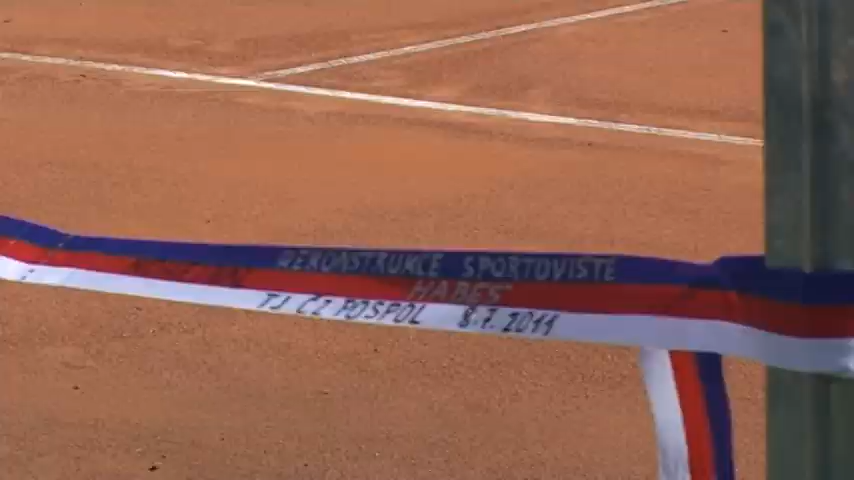 REKONSTRUKCE SPORTOVIŠTĚ
HABEŠ
TJ ČZ POSPOL 8.7.2011